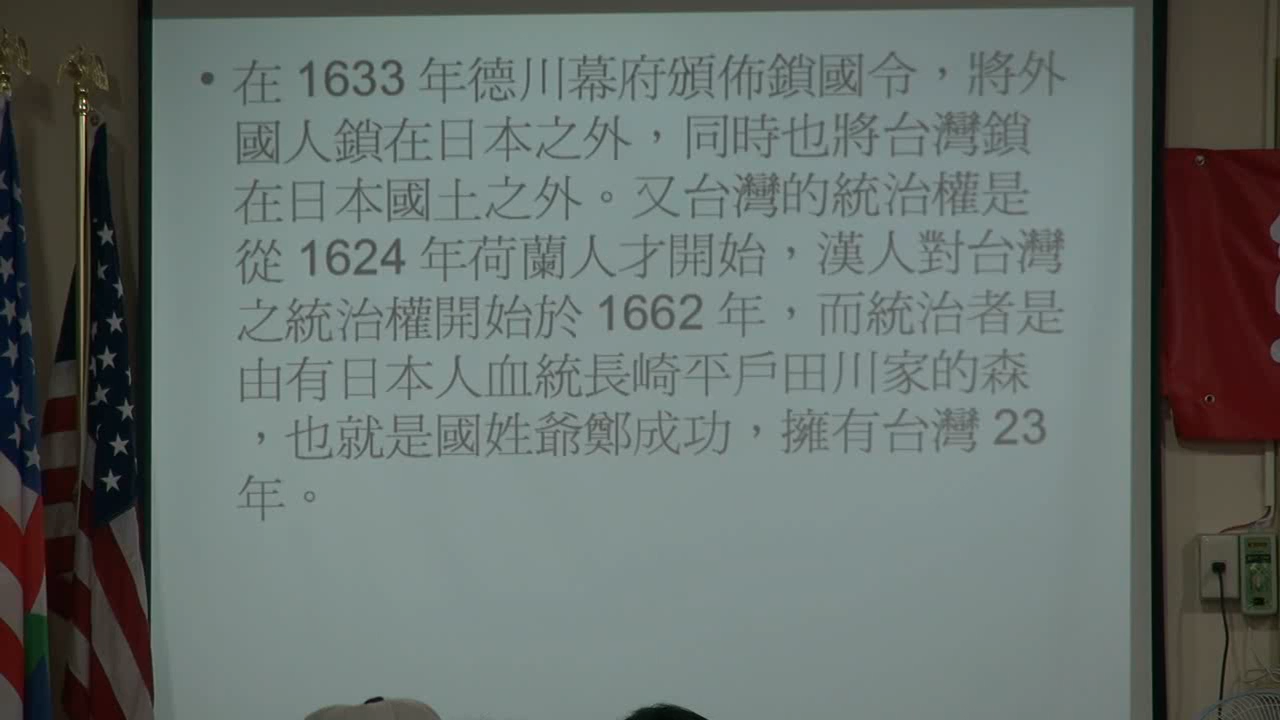 • 在 1633 年德川幕府頒佈鎖國令，將外
國人鎖在日本之外，同時也將台灣鎖
在日本國土之外。又台灣的統治權是
從 1624 年荷蘭人才開始，漢人對台灣
之統治權開始於 1662 年，而統治者是
由有日本人血統長崎平戶田川家的森
，也就是國姓爺鄭成功，擁有台灣 23
年。